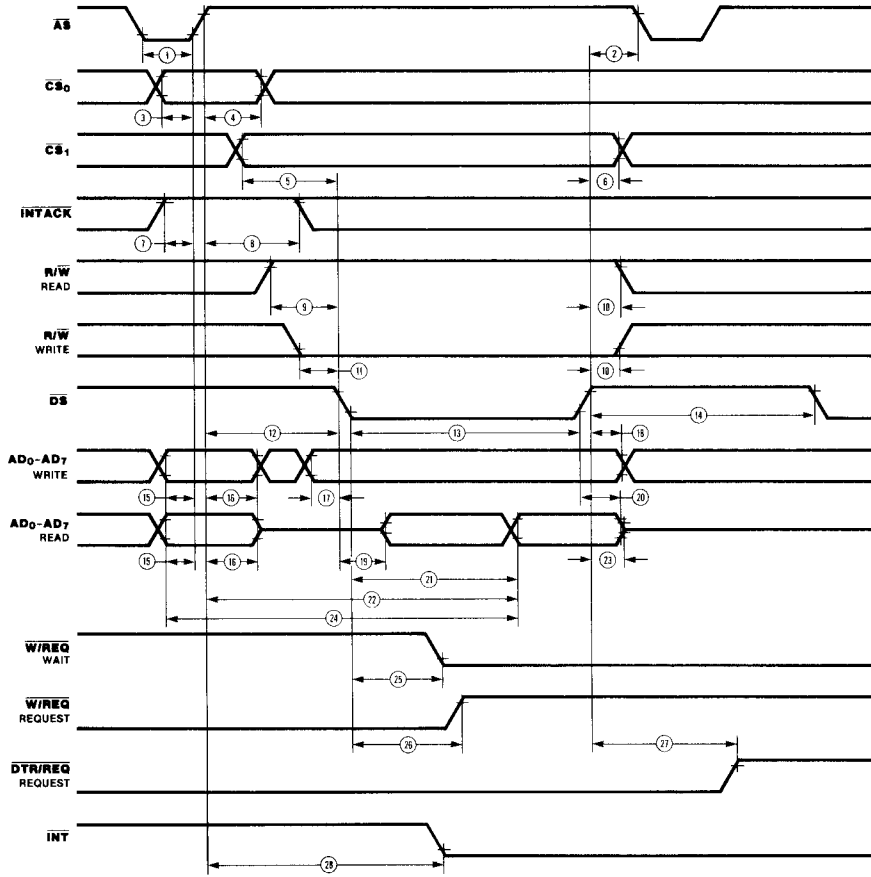 AS
1
2
CS0
3
4
CS1
5
6
INTACK
7
8
R/W
READ
9
10
R/W
WRITE
11
10
DS
12
13
14
18
AD0-AD7
WRITE
15
16
17
20
AD0-AD7
READ
15
16
19
23
21
22
24
W/REQ
WAIT
25
W/REQ
REQUEST
26
27
DTR/REQ
REQUEST
INT
28